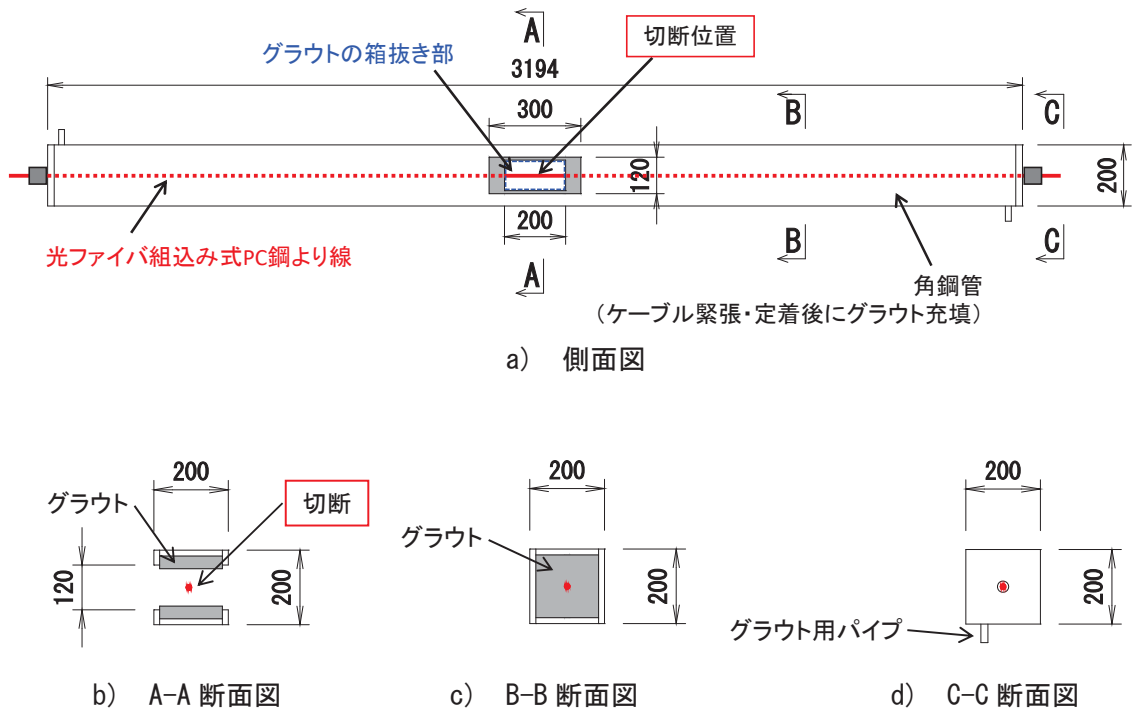 A
グラウトの箱抜き部
切断位置
3194
B
C
300
120
200
200
光ファイバ組込み式PC鋼より線
A
B
C
角鋼管
（ケーブル緊張・定着後にグラウト充填）
a） 側面図
200
グラウト
切断
120
200
b） A-A 断面図
200
グラウト
200
c） B-B 断面図
200
200
グラウト用パイプ
d） C-C 断面図